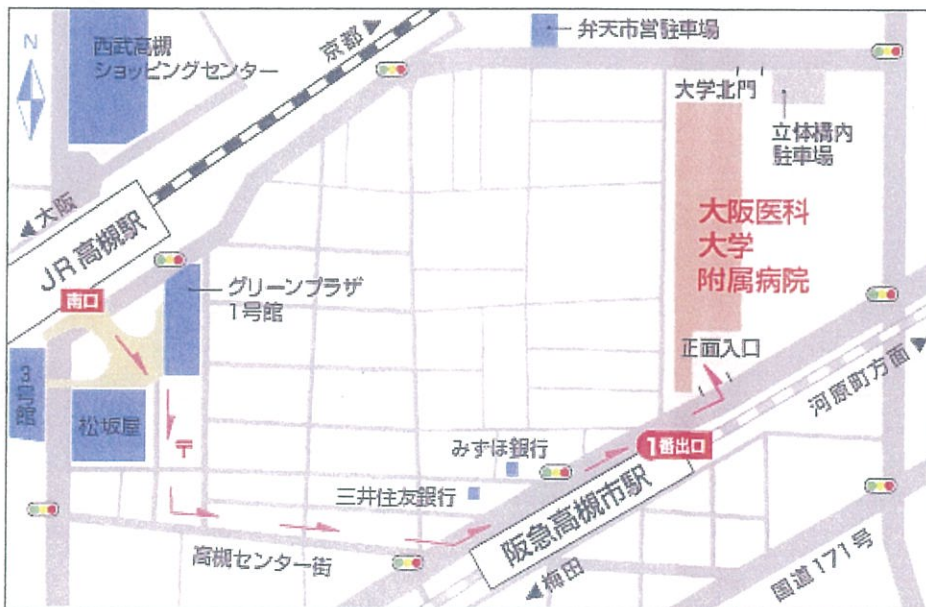 N
西武高槻
ショッピングセンター
京都
弁天市営駐車場
大学北門
立体構内
駐車場
大阪
JR高槻駅
南口
グリーンプラザ
1号館
大阪医科
大学
附属病院
正面入口
3号館
松坂屋
〒
みずほ銀行
1番出口
河原町方面
三井住友銀行
阪急高槻市駅
高槻センター街
梅田
国道171号